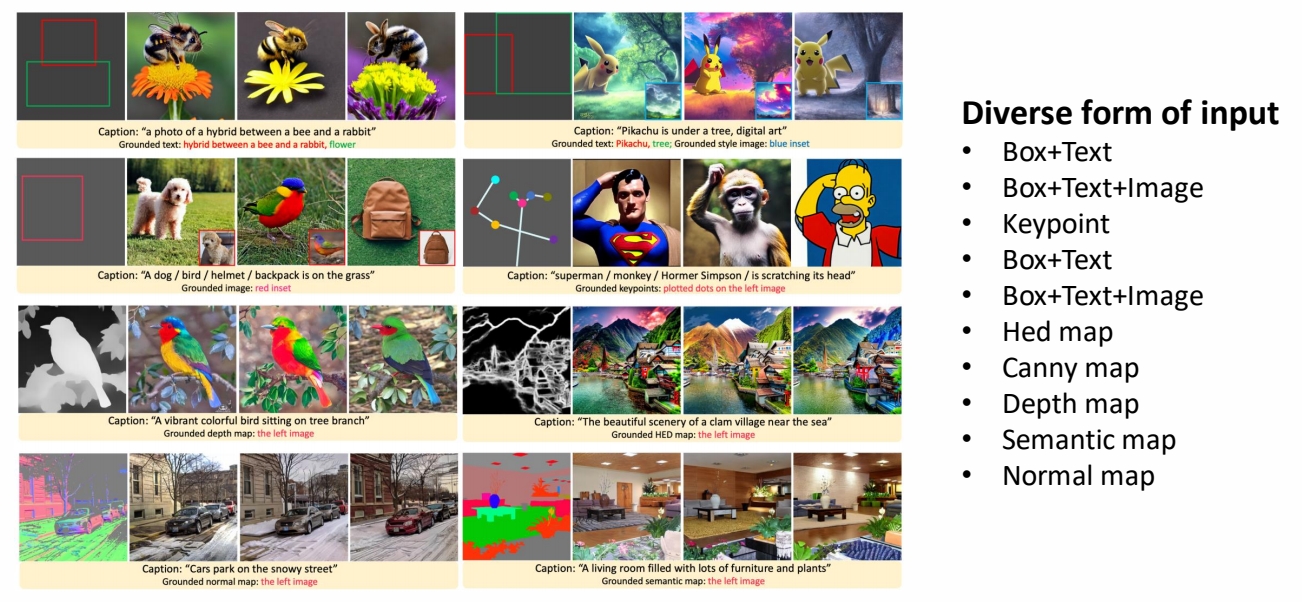 Caption: “a photo of a hybrid between a bee and a rabbit”
Grounded text: hybrid between a bee and a rabbit, flower
Caption: “Pikachu is under a tree, digital art”
Grounded text: Pikachu, tree; Grounded style image: blue inset
Caption: “A dog / bird / helmet / backpack is on the grass”
Grounded image: red inset
Caption: “superman / monkey / Hormer Simpson / is scratching its head”
Grounded keypoints: plotted dots on the left image
Caption: “A vibrant colorful bird sitting on tree branch”
Grounded depth map: the left image
Caption: “The beautiful scenery of a clam village near the sea”
Grounded HED map: the left image
Caption: “Cars park on the snowy street”
Grounded normal map: the left image
Caption: “A living room filled with lots of furniture and plants”
Grounded semantic map: the left image
Diverse form of input
• Box+Text
• Box+Text+Image
• Keypoint
• Box+Text
• Box+Text+Image
• Hed map
• Canny map
• Depth map
• Semantic map
• Normal map